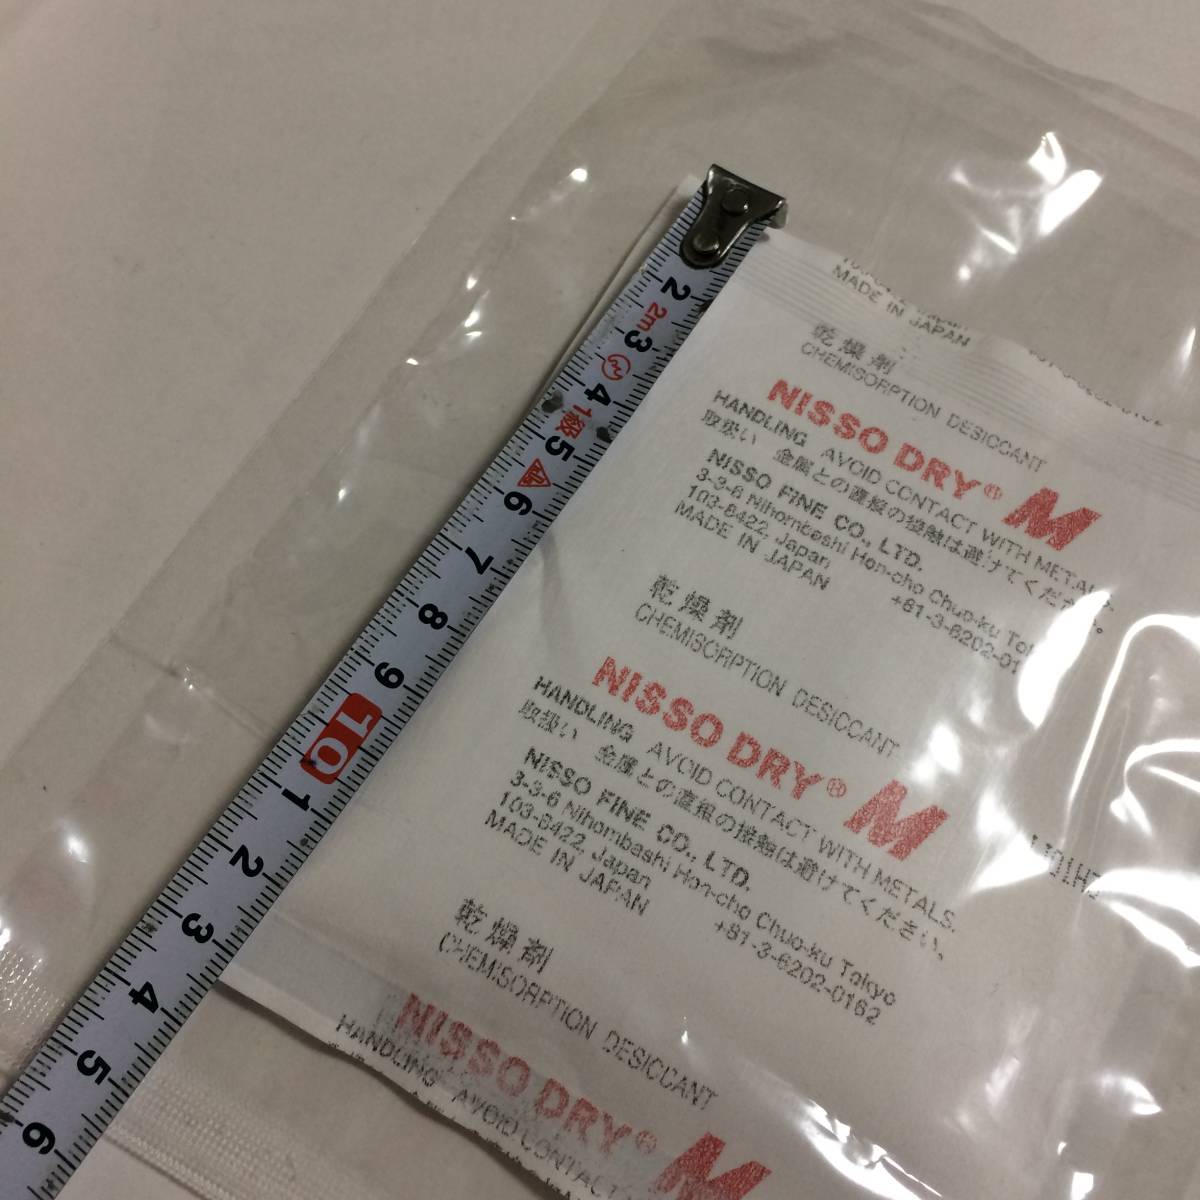 2
2m
3
4
1級
5
6
7
8
9
10
1
2
3
4
5
6
MADE IN JAPAN
乾燥剤
CHEMISORPTION DESICCANT
NISSO DRY® M
HANDLING AVOID CONTACT WITH METALS.
取扱い 金属との直接の接触は避けてください。
NISSO FINE CO., LTD.
3-3-6 Nihombashi Hon-cho Chuo-ku
103-8422, Japan +81-3-6202-01
MADE IN JAPAN
乾燥剤
CHEMISORPTION DESICCANT
NISSO DRY® M
HANDLING AVOID CONTACT WITH METALS.
取扱い 金属との直接の接触は避けてください、
NISSO FINE CO., LTD.
3-3-6 Nihombashi Hon-cho Chuo-ku Tokyo
103-8422, Japan +81-3-6202-0162
MADE IN JAPAN
乾燥剤
CHEMISORPTION DESICCANT
NISSO DRY® M
HANDLING AVOID CONTACT